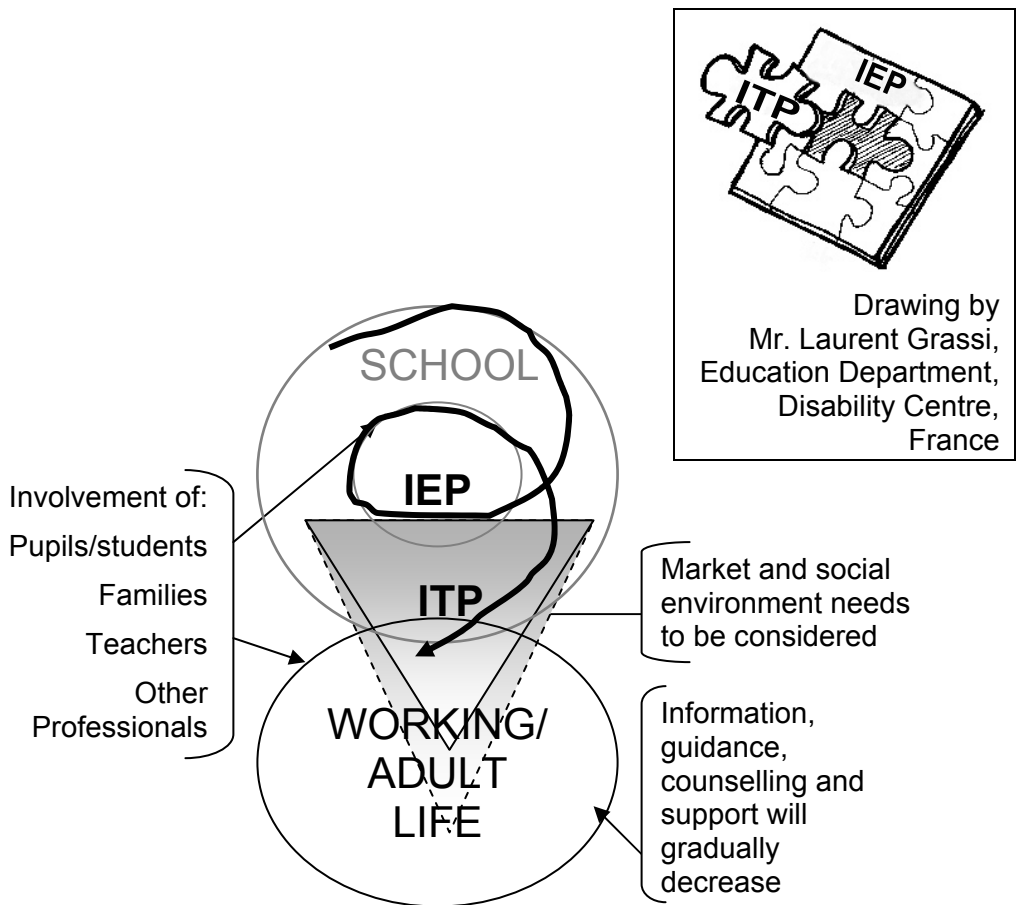 ITP
IEP
Drawing by
Mr. Laurent Grassi,
Education Department,
Disability Centre,
France
SCHOOL
IEP
ITP
WORKING/
ADULT
LIFE
Involvement of:
Pupils/students
Families
Teachers
Other
Professionals
Market and social
environment needs
to be considered
Information,
guidance,
counselling and
support will
gradually
decrease